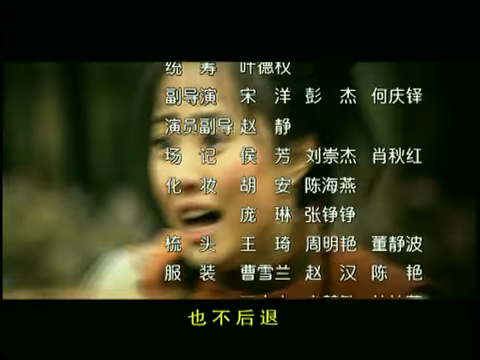 统 筹 叶德权
副导演 宋 洋 彭 杰 何庆铎
演员副导 赵 静
场 记 侯 芳 刘崇杰 肖秋红
化 妆 胡 安 陈海燕
庞 琳 张铮铮
梳 头 王 琦 周明艳 董静波
服 装 曹雪兰 赵 汉 陈 艳
也不后退